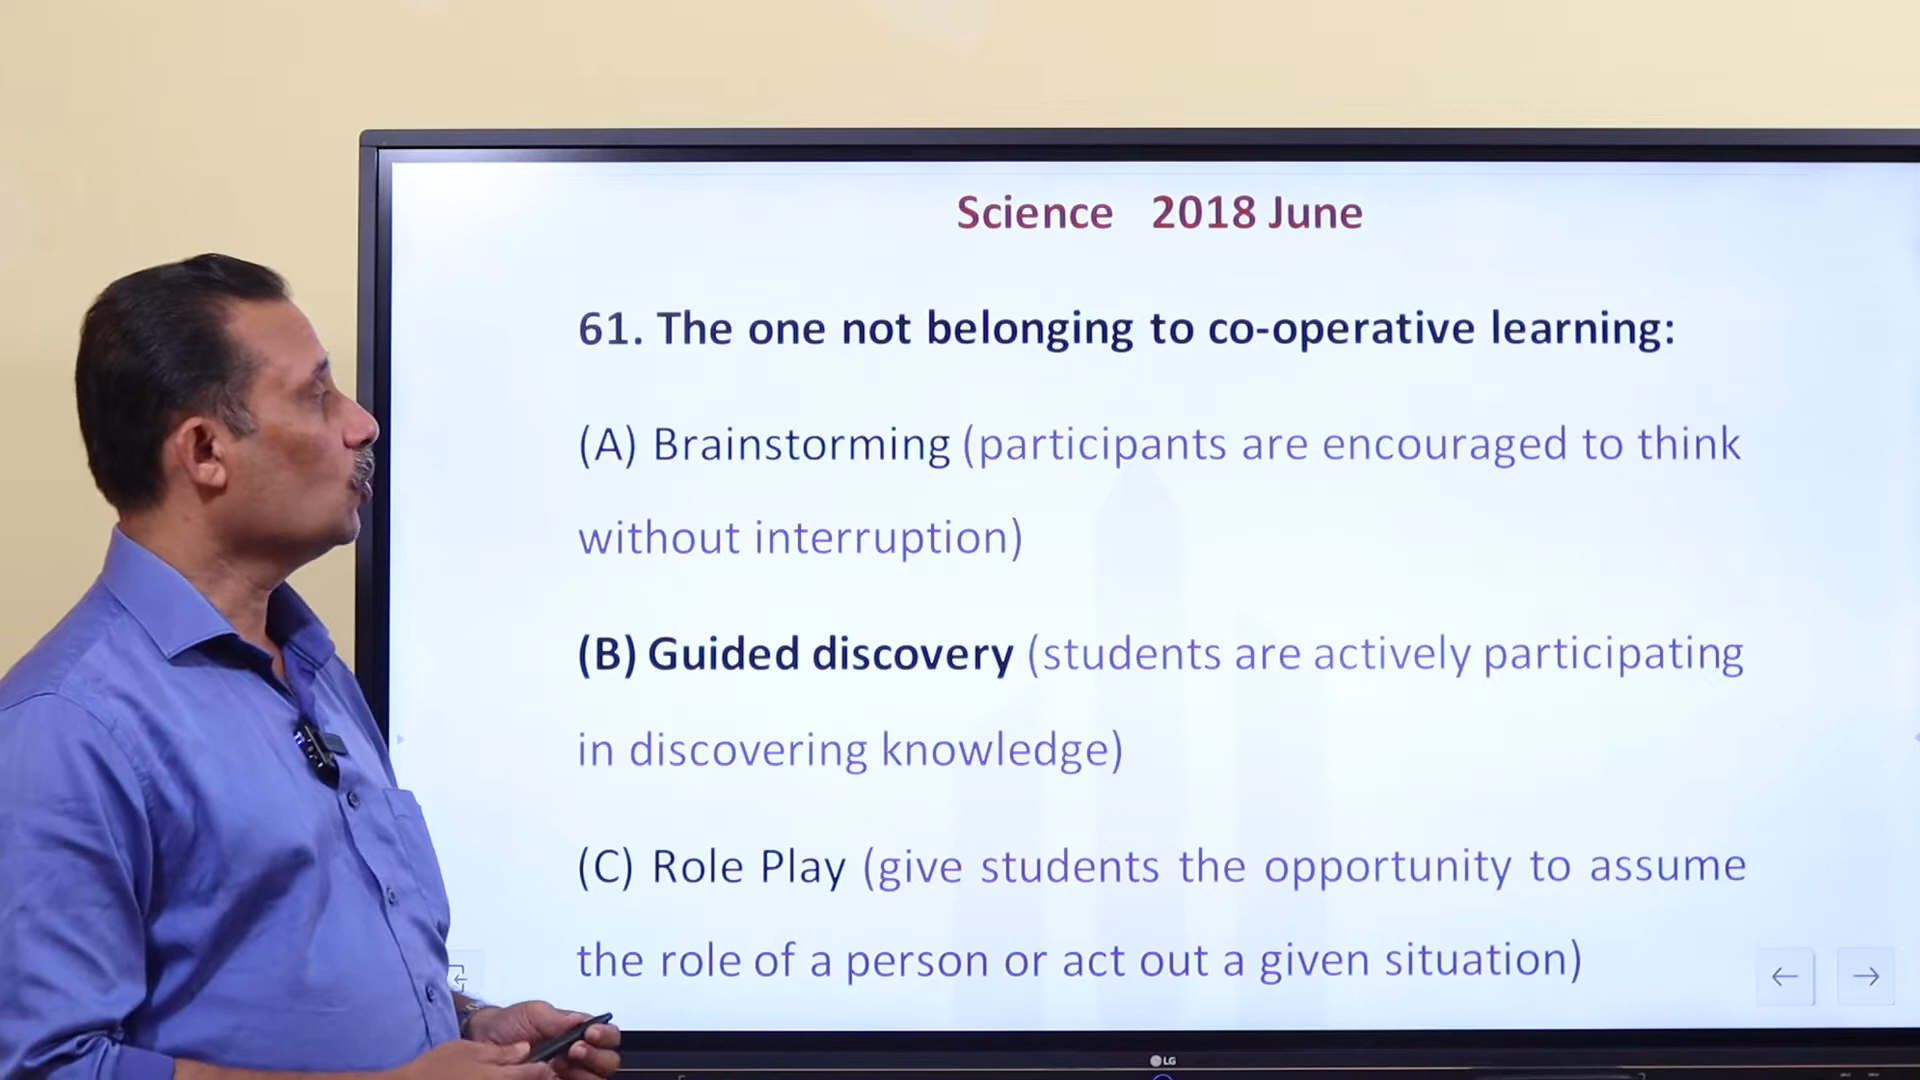 Science 2018 June
61. The one not belonging to co-operative learning:
(A) Brainstorming (participants are encouraged to think
without interruption)
(B) Guided discovery (students are actively participating
in discovering knowledge)
(C) Role Play (give students the opportunity to assume
the role of a person or act out a given situation)
LG